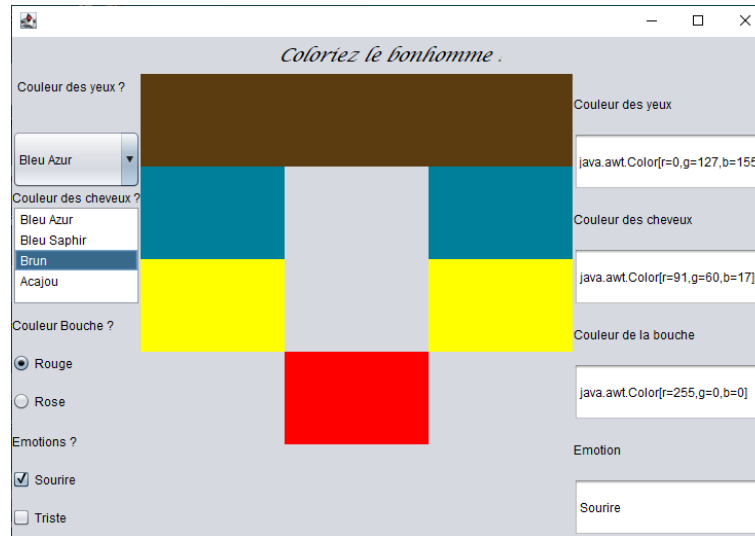 Coloriez le bonhomme .
Couleur des yeux ?
Bleu Azur
Couleur des cheveux ?
Bleu Azur
Bleu Saphir
Brun
Acajou
Couleur Bouche ?
Rouge
Rose
Emotions ?
Sourire
Triste
Couleur des yeux
java.awt.Color[r=0,g=127,b=155
Couleur des cheveux
java.awt.Color[r=91,g=60,b=17]
Couleur de la bouche
java.awt.Color[r=255,g=0,b=0]
Emotion
Sourire